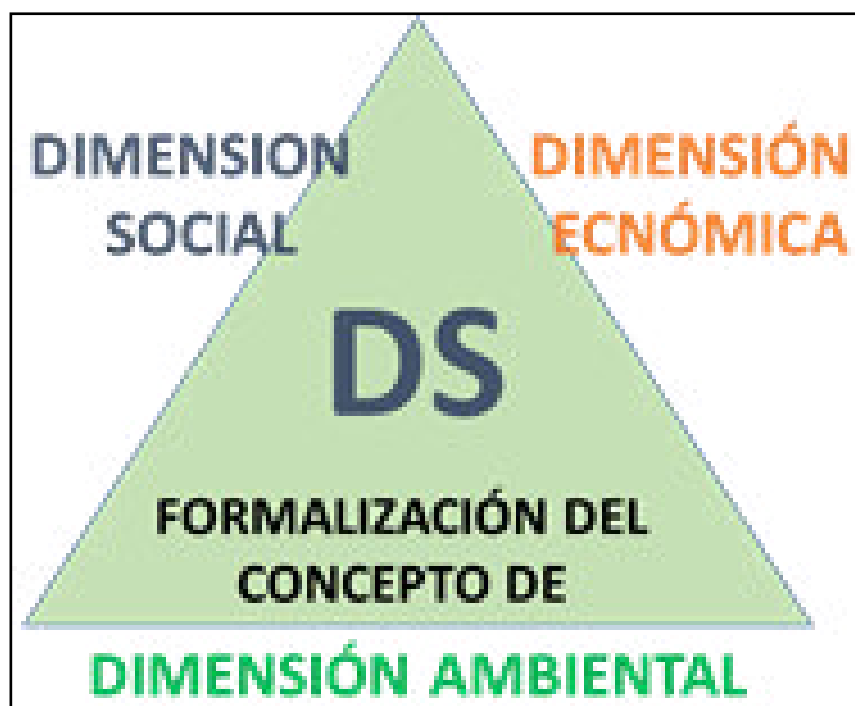 DIMENSION
SOCIAL
DIMENSIÓN
ECNÓMICA
DS
FORMALIZACIÓN DEL
CONCEPTO DE
DIMENSIÓN AMBIENTAL